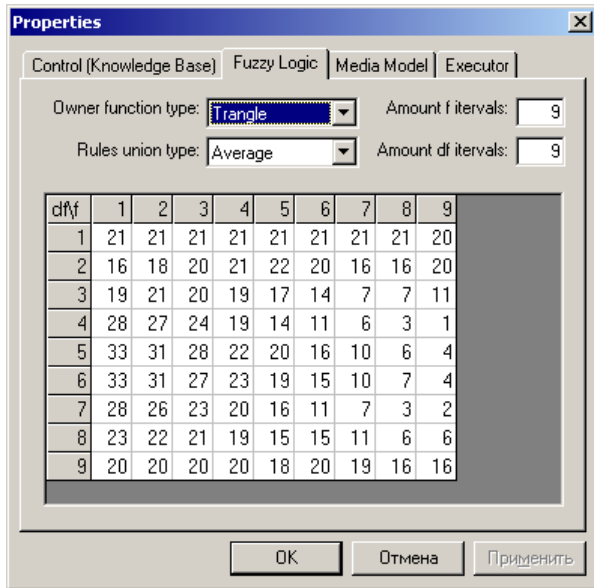 Properties
Control (Knowledge Base) Fuzzy Logic Media Model Executor
Owner function type: Trangle Amount f itervals: 9
Rules union type: Average Amount df itervals: 9
df\f 1 2 3 4 5 6 7 8 9
1 21 21 21 21 21 21 21 21 20
2 16 18 20 21 22 20 16 16 20
3 19 21 20 19 17 14 7 7 11
4 28 27 24 19 14 11 6 3 1
5 33 31 28 22 20 16 10 6 4
6 33 31 27 23 19 15 10 7 4
7 28 26 23 20 16 11 7 3 2
8 23 22 21 19 15 15 11 6 6
9 20 20 20 20 18 20 19 16 16
OK Отмена Применить